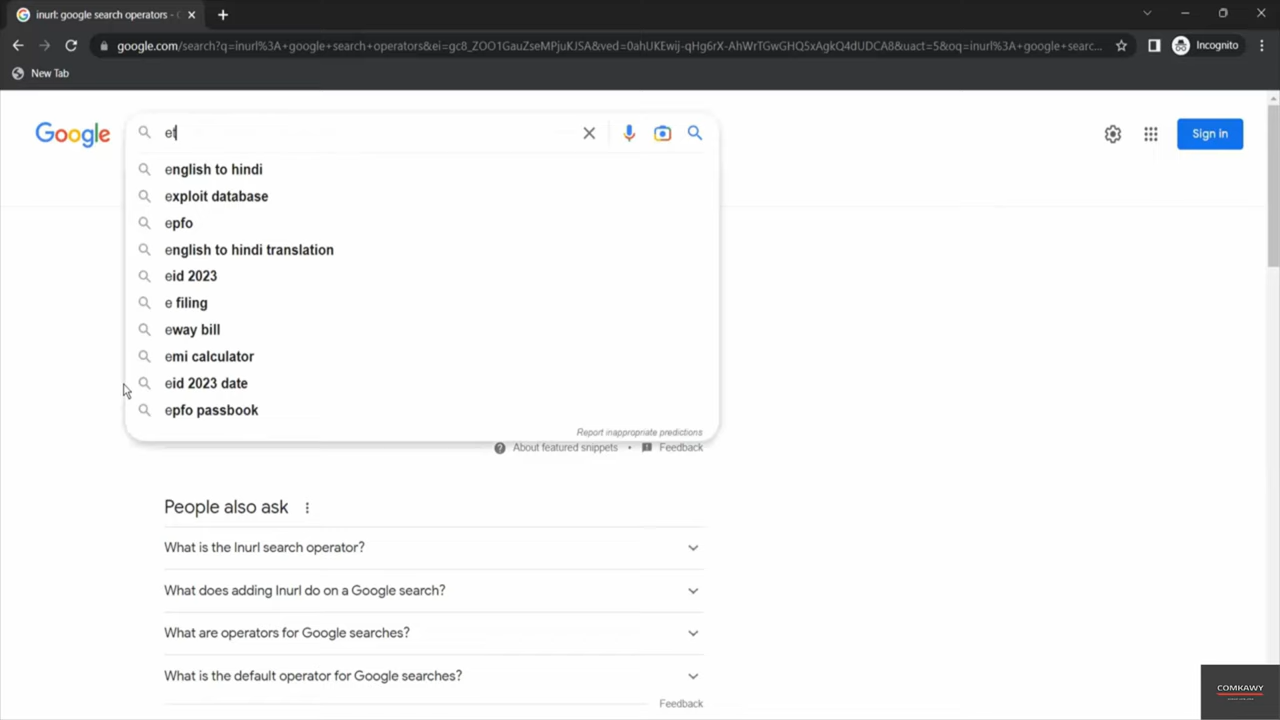 inurl: google search operators - G
google.com/search?q=inurl%3A+google+search+operators&ei=gc8_ZOO1GauZseMPjuKJSA&ved=0ahUKEwij-qHg6rX-AhWrTGwGHQ5xAgkQ4dUDCA8&uact=5&oq=inurl%3A+google+searc...
Incognito
New Tab
Google
et
Sign in
english to hindi
exploit database
epfo
english to hindi translation
eid 2023
e filing
eway bill
emi calculator
eid 2023 date
epfo passbook
Report inappropriate predictions
About featured snippets • Feedback
People also ask
What is the Inurl search operator?
What does adding Inurl do on a Google search?
What are operators for Google searches?
What is the default operator for Google searches?
Feedback
COMKAWY